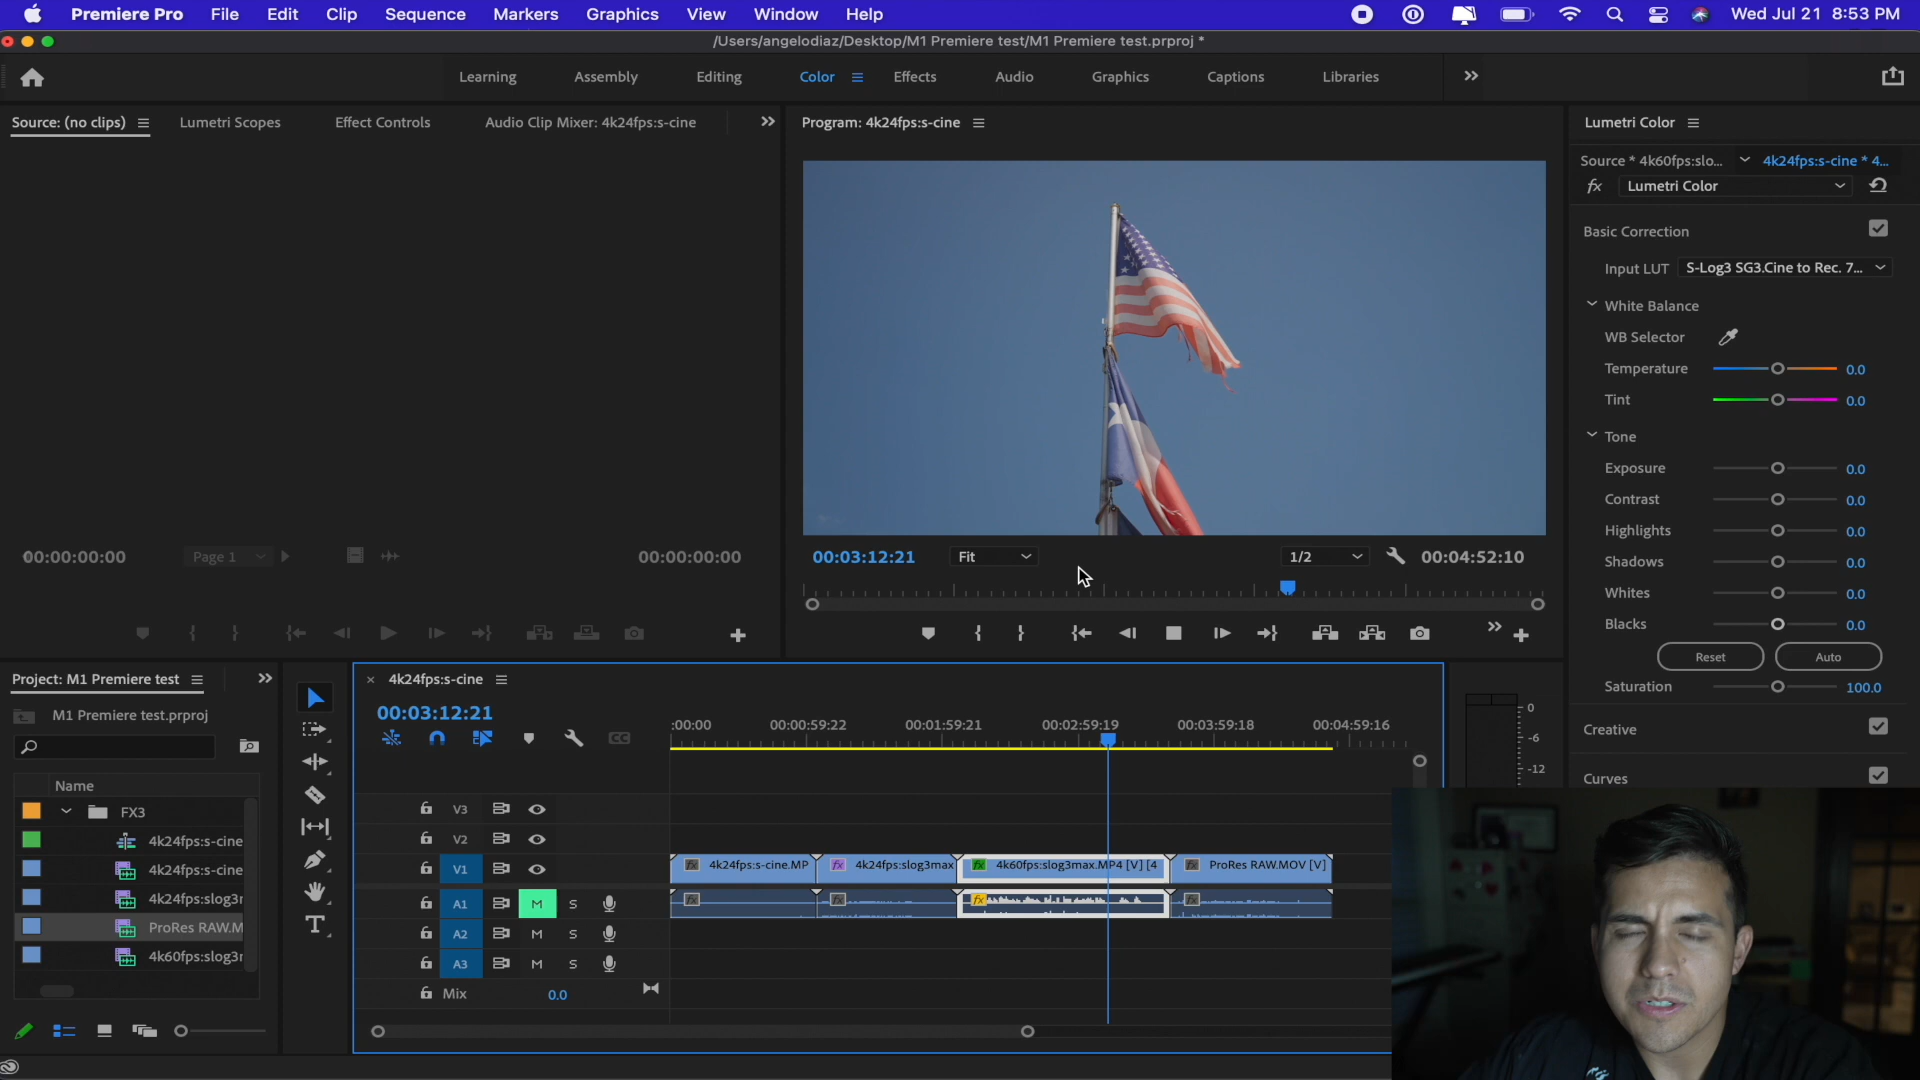 Premiere Pro File Edit Clip Sequence Markers Graphics View Window Help Wed Jul 21 8:53 PM
/Users/angelodiaz/Desktop/M1 Premiere test/M1 Premiere test.prproj *
Learning Assembly Editing Color Effects Audio Graphics Captions Libraries
Source: (no clips) Lumetri Scopes Effect Controls Audio Clip Mixer: 4k24fps:s-cine
Program: 4k24fps:s-cine
00:00:00:00 Page 1 00:00:00:00
00:03:12:21 Fit 1/2 00:04:52:10
Lumetri Color
Source * 4k60fps:slo... 4k24fps:s-cine * 4...
fx Lumetri Color
Basic Correction
Input LUT S-Log3 SG3.Cine to Rec. 7...
White Balance
WB Selector
Temperature 0.0
Tint 0.0
Tone
Exposure 0.0
Contrast 0.0
Highlights 0.0
Shadows 0.0
Whites 0.0
Blacks 0.0
Reset Auto
Saturation 100.0
Creative
Curves
Project: M1 Premiere test
M1 Premiere test.prproj
Name
FX3
4k24fps:s-cine
4k24fps:s-cine
4k24fps:slog3m
ProRes RAW.M
4k60fps:slog3m
4k24fps:s-cine
00:03:12:21
:00:00 00:00:59:22 00:01:59:21 00:02:59:19 00:03:59:18 00:04:59:16
V3
V2
V1 fx 4k24fps:s-cine.MP fx 4k24fps:slog3max fx 4k60fps:slog3max.MP4 [V] [4 fx ProRes RAW.MOV [V]
A1 M S fx fx fx fx
A2 M S
A3 M S
Mix 0.0
0
-6
-12